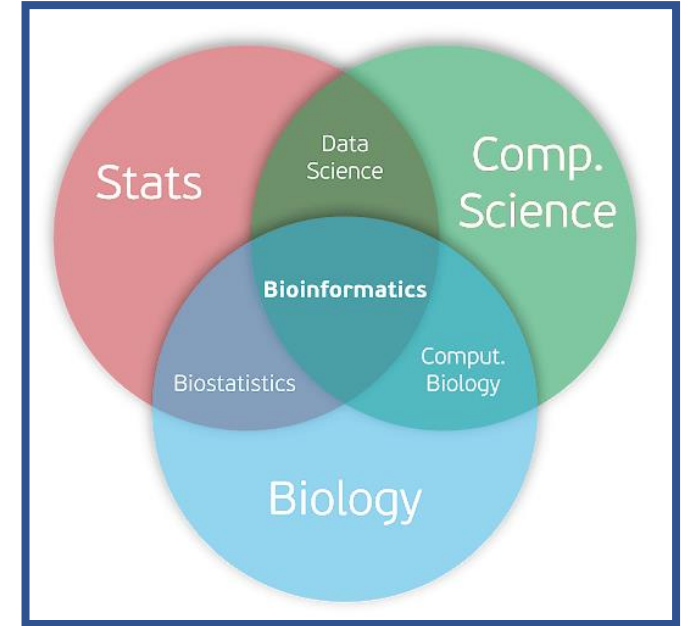 Data
Science
Stats
Comp.
Science
Bioinformatics
Biostatistics
Comput.
Biology
Biology